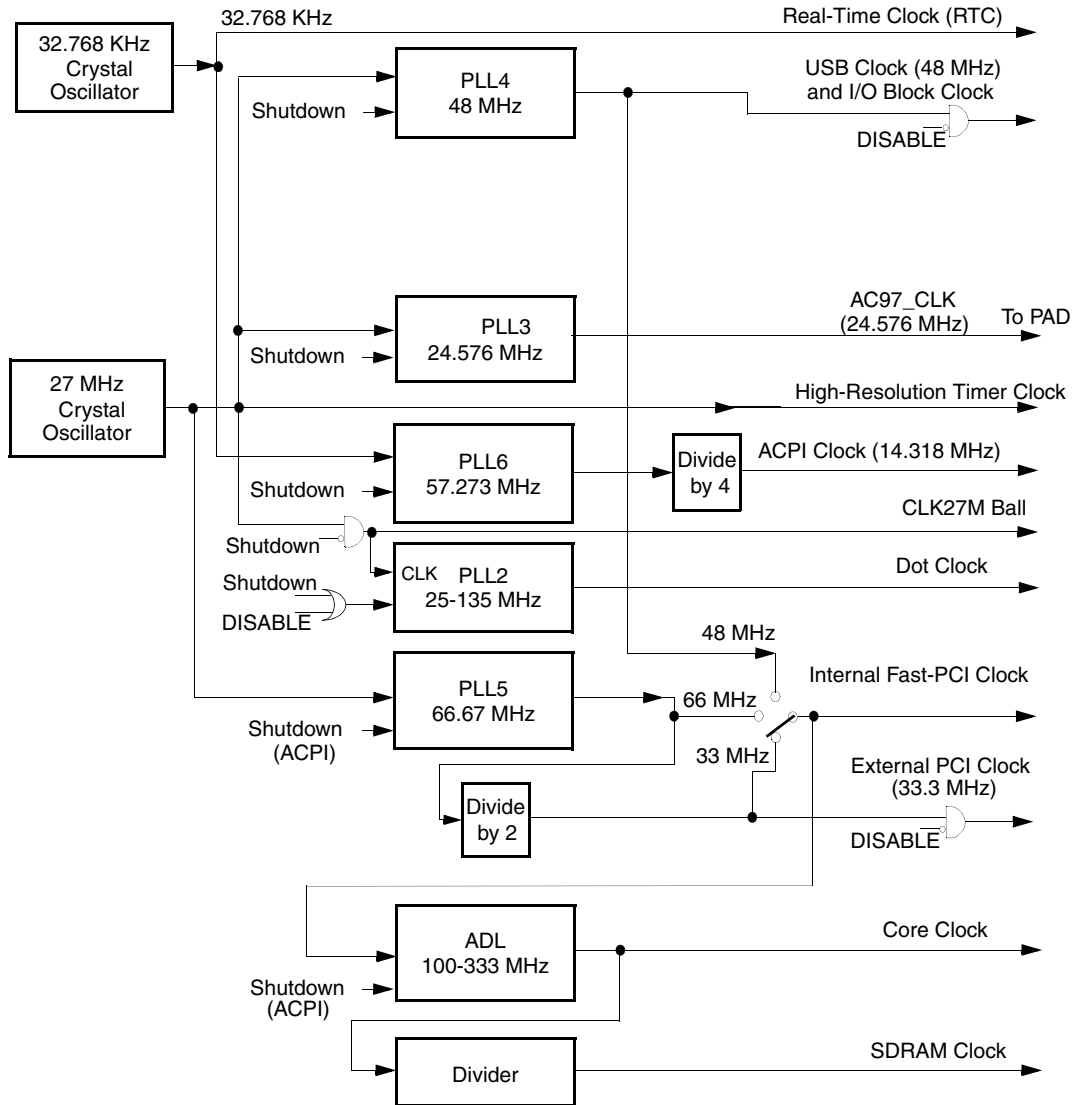 32.768 KHz
Real-Time Clock (RTC)
32.768 KHz
Crystal
Oscillator
PLL4
48 MHz
Shutdown
USB Clock (48 MHz)
and I/O Block Clock
DISABLE
PLL3
24.576 MHz
Shutdown
AC97_CLK
(24.576 MHz)
To PAD
27 MHz
Crystal
Oscillator
High-Resolution Timer Clock
PLL6
57.273 MHz
Shutdown
Divide
by 4
ACPI Clock (14.318 MHz)
CLK27M Ball
Shutdown
CLK PLL2
25-135 MHz
Shutdown
DISABLE
Dot Clock
48 MHz
PLL5
66.67 MHz
Shutdown
(ACPI)
66 MHz
Internal Fast-PCI Clock
33 MHz
Divide
by 2
External PCI Clock
(33.3 MHz)
DISABLE
ADL
100-333 MHz
Shutdown
(ACPI)
Core Clock
Divider
SDRAM Clock